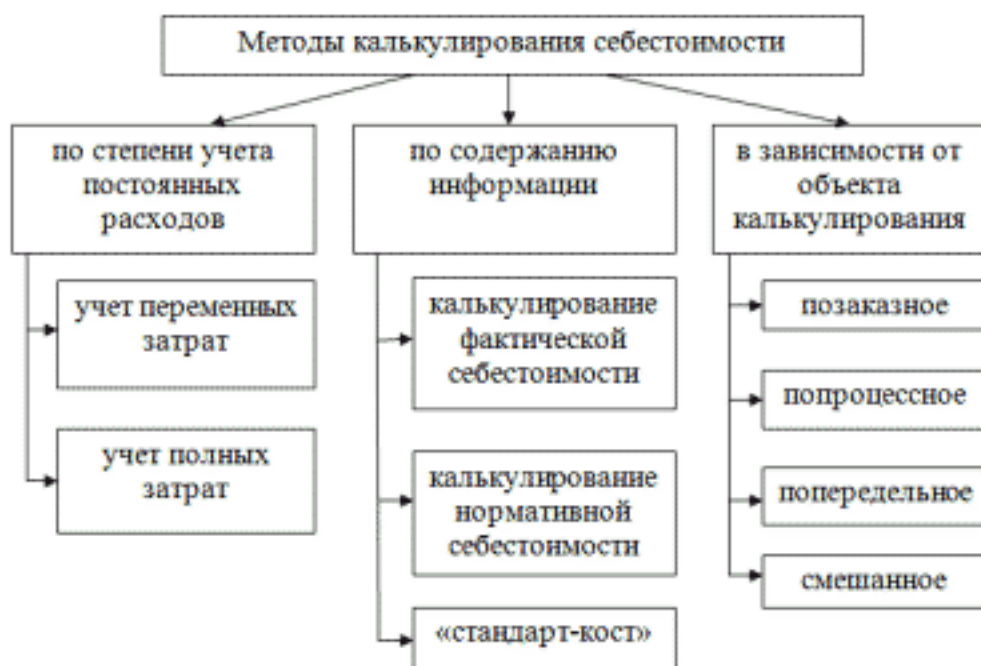 Методы калькулирования себестоимости
по степени учета
постоянных
расходов
учет переменных
затрат
учет полных
затрат
по содержанию
информации
калькулирование
фактической
себестоимости
калькулирование
нормативной
себестоимости
«стандарт-кост»
в зависимости от
объекта
калькулирования
позаказное
попроцессное
попередельное
смешанное